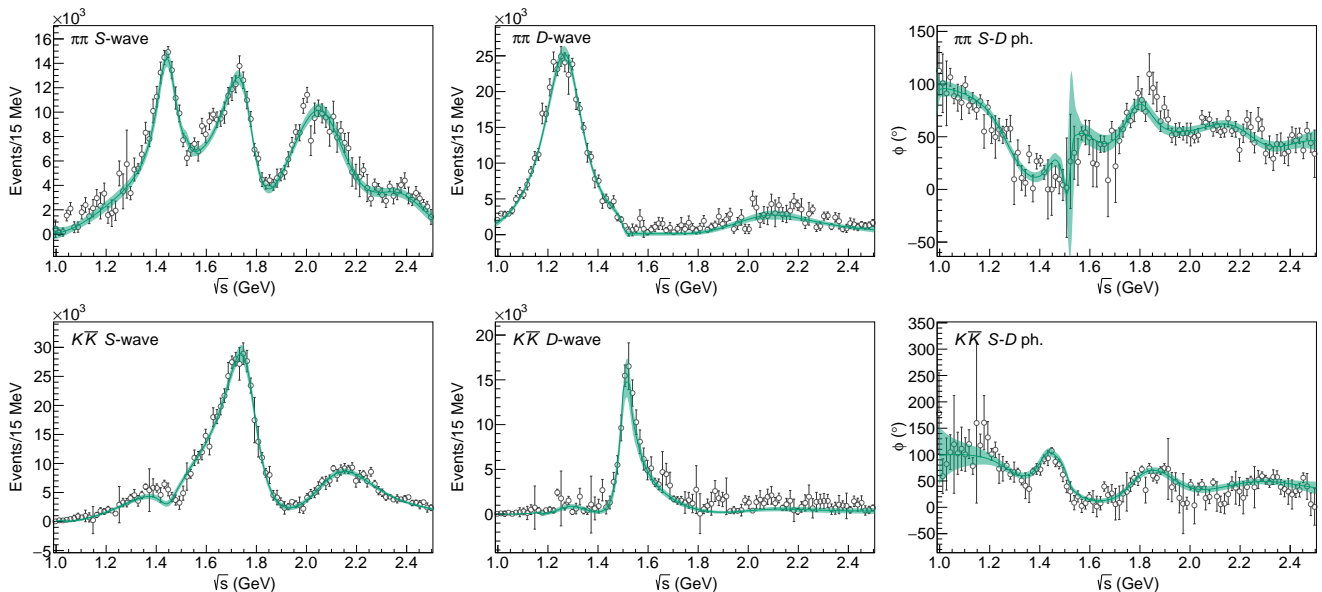 ×10³
ππ S-wave
Events/15 MeV
16
14
12
10
8
6
4
2
0
1.0 1.2 1.4 1.6 1.8 2.0 2.2 2.4
√s (GeV)
×10³
ππ D-wave
Events/15 MeV
25
20
15
10
5
0
1.0 1.2 1.4 1.6 1.8 2.0 2.2 2.4
√s (GeV)
ππ S-D ph.
ϕ (°)
150
100
50
0
−50
1.0 1.2 1.4 1.6 1.8 2.0 2.2 2.4
√s (GeV)
×10³
KK̅ S-wave
Events/15 MeV
30
25
20
15
10
5
0
−5
1.0 1.2 1.4 1.6 1.8 2.0 2.2 2.4
√s (GeV)
×10³
KK̅ D-wave
Events/15 MeV
20
15
10
5
0
1.0 1.2 1.4 1.6 1.8 2.0 2.2 2.4
√s (GeV)
KK̅ S-D ph.
ϕ (°)
350
300
250
200
150
100
50
0
−50
1.0 1.2 1.4 1.6 1.8 2.0 2.2 2.4
√s (GeV)